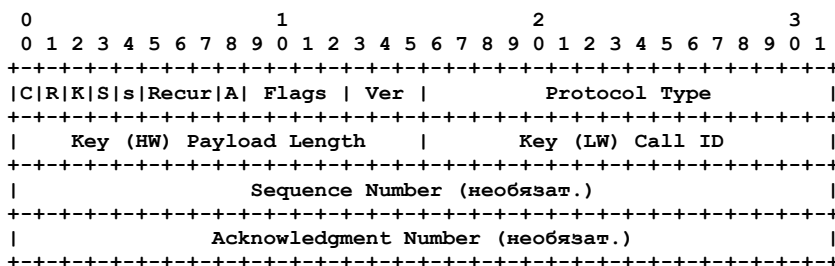 0                   1                   2                   3
0 1 2 3 4 5 6 7 8 9 0 1 2 3 4 5 6 7 8 9 0 1 2 3 4 5 6 7 8 9 0 1
+-+-+-+-+-+-+-+-+-+-+-+-+-+-+-+-+-+-+-+-+-+-+-+-+-+-+-+-+-+-+-+-+
|C|R|K|S|s|Recur|A| Flags | Ver |         Protocol Type         |
+-+-+-+-+-+-+-+-+-+-+-+-+-+-+-+-+-+-+-+-+-+-+-+-+-+-+-+-+-+-+-+-+
|    Key (HW) Payload Length    |       Key (LW) Call ID        |
+-+-+-+-+-+-+-+-+-+-+-+-+-+-+-+-+-+-+-+-+-+-+-+-+-+-+-+-+-+-+-+-+
|                  Sequence Number (необязат.)                  |
+-+-+-+-+-+-+-+-+-+-+-+-+-+-+-+-+-+-+-+-+-+-+-+-+-+-+-+-+-+-+-+-+
|               Acknowledgment Number (необязат.)               |
+-+-+-+-+-+-+-+-+-+-+-+-+-+-+-+-+-+-+-+-+-+-+-+-+-+-+-+-+-+-+-+-+